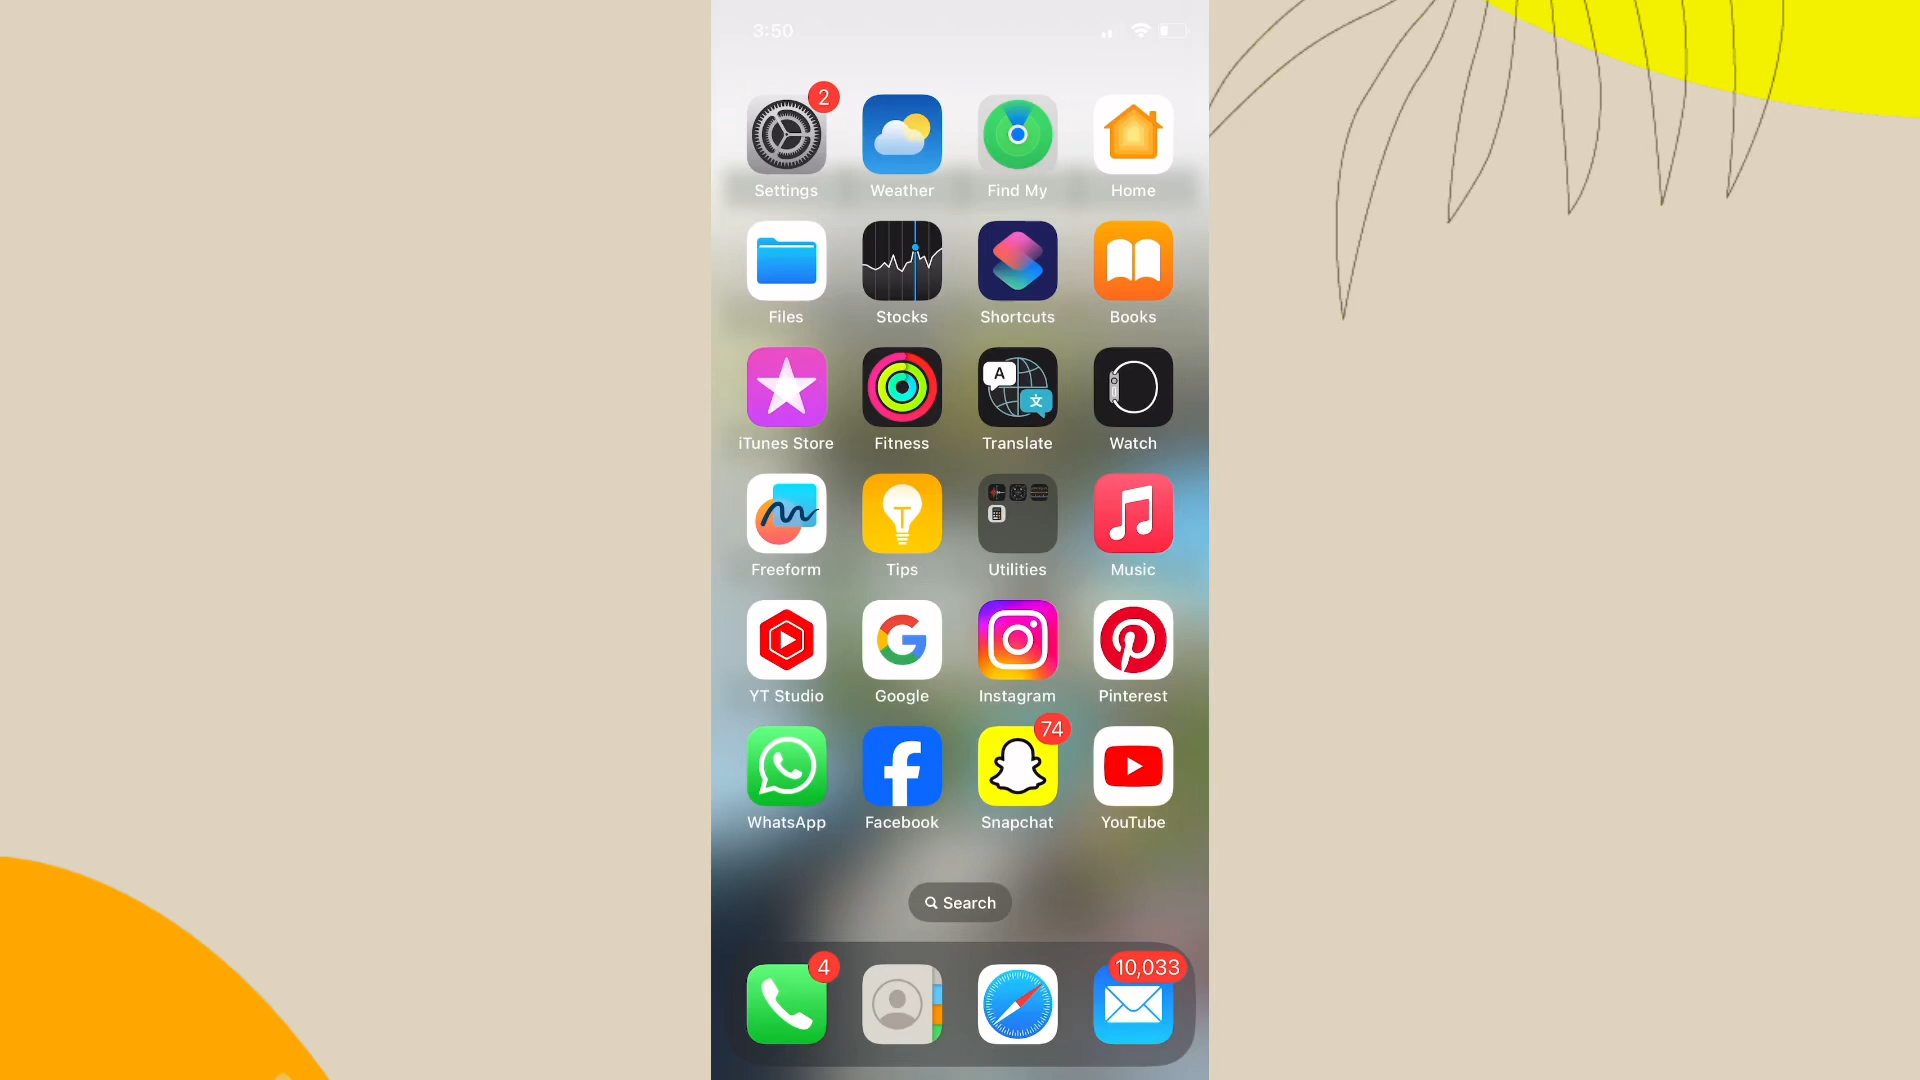 3:50
2
Settings Weather Find My Home
Files Stocks Shortcuts Books
A
文
iTunes Store Fitness Translate Watch
T
Freeform Tips Utilities Music
YT Studio Google Instagram Pinterest
74
WhatsApp Facebook Snapchat YouTube
Search
4 10,033